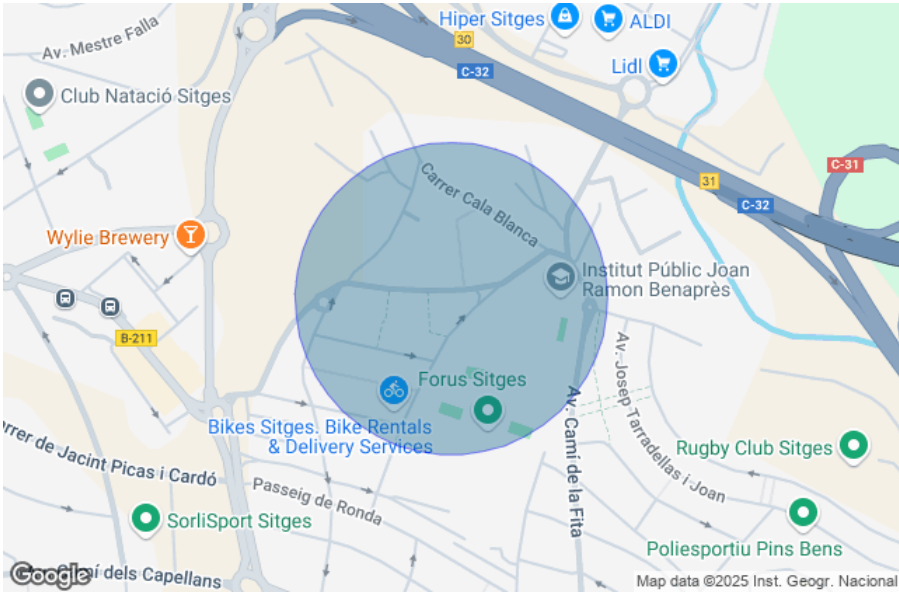 Hiper Sitges
ALDI
Av. Mestre Falla
30
C-32
Lidl
Club Natació Sitges
C-31
Carrer Cala Blanca
31
C-32
Wylie Brewery
Institut Públic Joan
Ramon Benaprès
B-211
Av. Josep Tarradellas i Joan
Forus Sitges
Av. Camí de la Fita
Bikes Sitges. Bike Rentals
& Delivery Services
Rugby Club Sitges
Carrer de Jacint Picas i Cardó
Passeig de Ronda
SorliSport Sitges
Poliesportiu Pins Bens
Camí dels Capellans
Google
Map data ©2025 Inst. Geogr. Nacional